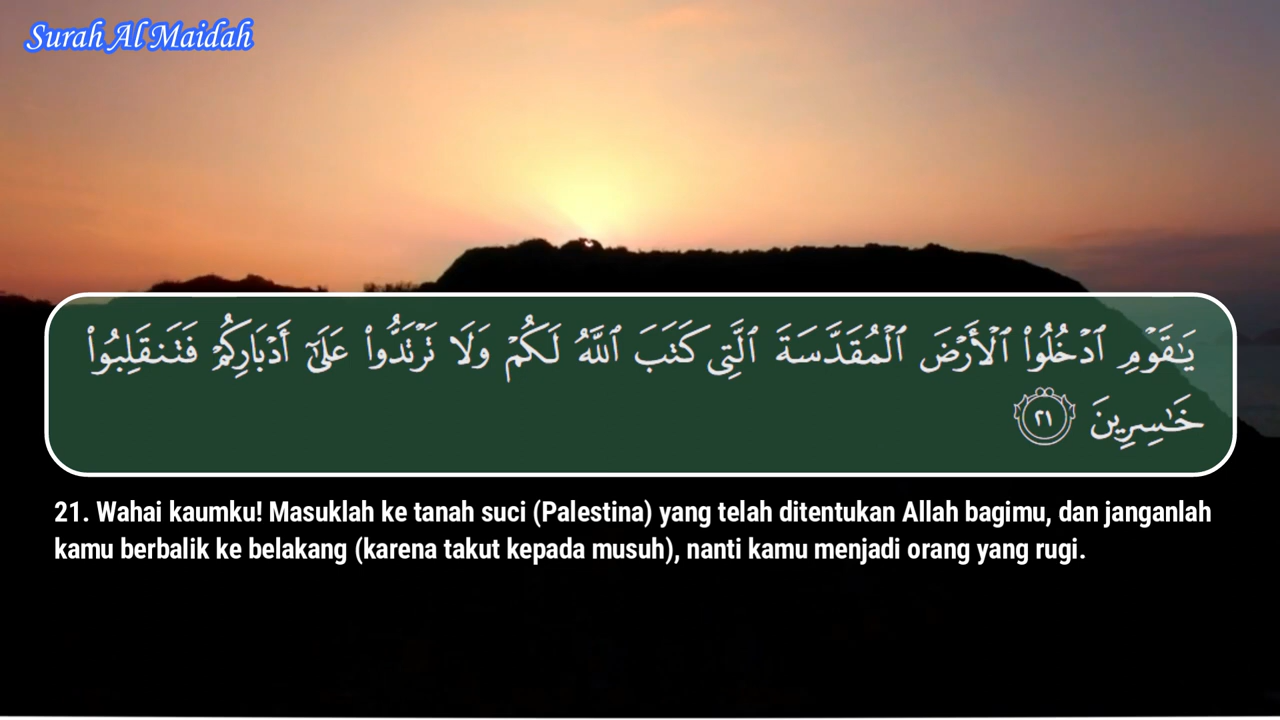 Surah Al Maidah
يَٰقَوْمِ ٱدْخُلُوا۟ ٱلْأَرْضَ ٱلْمُقَدَّسَةَ ٱلَّتِى كَتَبَ ٱللَّهُ لَكُمْ وَلَا تَرْتَدُّوا۟ عَلَىٰٓ أَدْبَارِكُمْ فَتَنقَلِبُوا۟
خَٰسِرِينَ ٢١
21. Wahai kaumku! Masuklah ke tanah suci (Palestina) yang telah ditentukan Allah bagimu, dan janganlah
kamu berbalik ke belakang (karena takut kepada musuh), nanti kamu menjadi orang yang rugi.